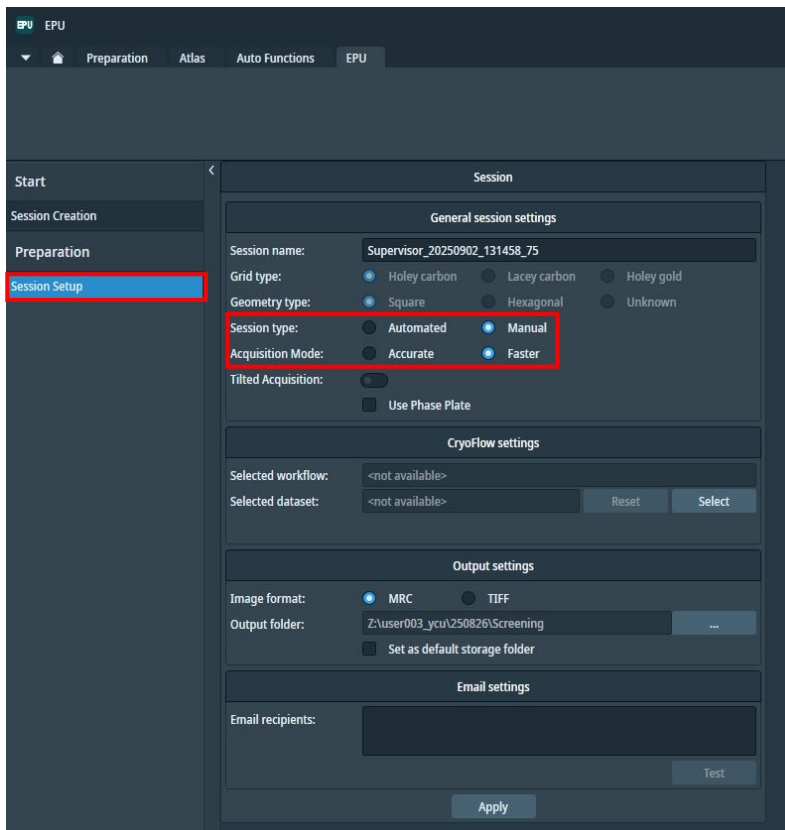 EPU EPU
Preparation Atlas Auto Functions EPU
Start
Session Creation
Preparation
Session Setup
Session
General session settings
Session name: Supervisor_20250902_131458_75
Grid type: Holey carbon Lacey carbon Holey gold
Geometry type: Square Hexagonal Unknown
Session type: Automated Manual
Acquisition Mode: Accurate Faster
Tilted Acquisition:
Use Phase Plate
CryoFlow settings
Selected workflow: <not available>
Selected dataset: <not available> Reset Select
Output settings
Image format: MRC TIFF
Output folder: Z:\user003_ycu\250826\Screening ...
Set as default storage folder
Email settings
Email recipients:
Test
Apply